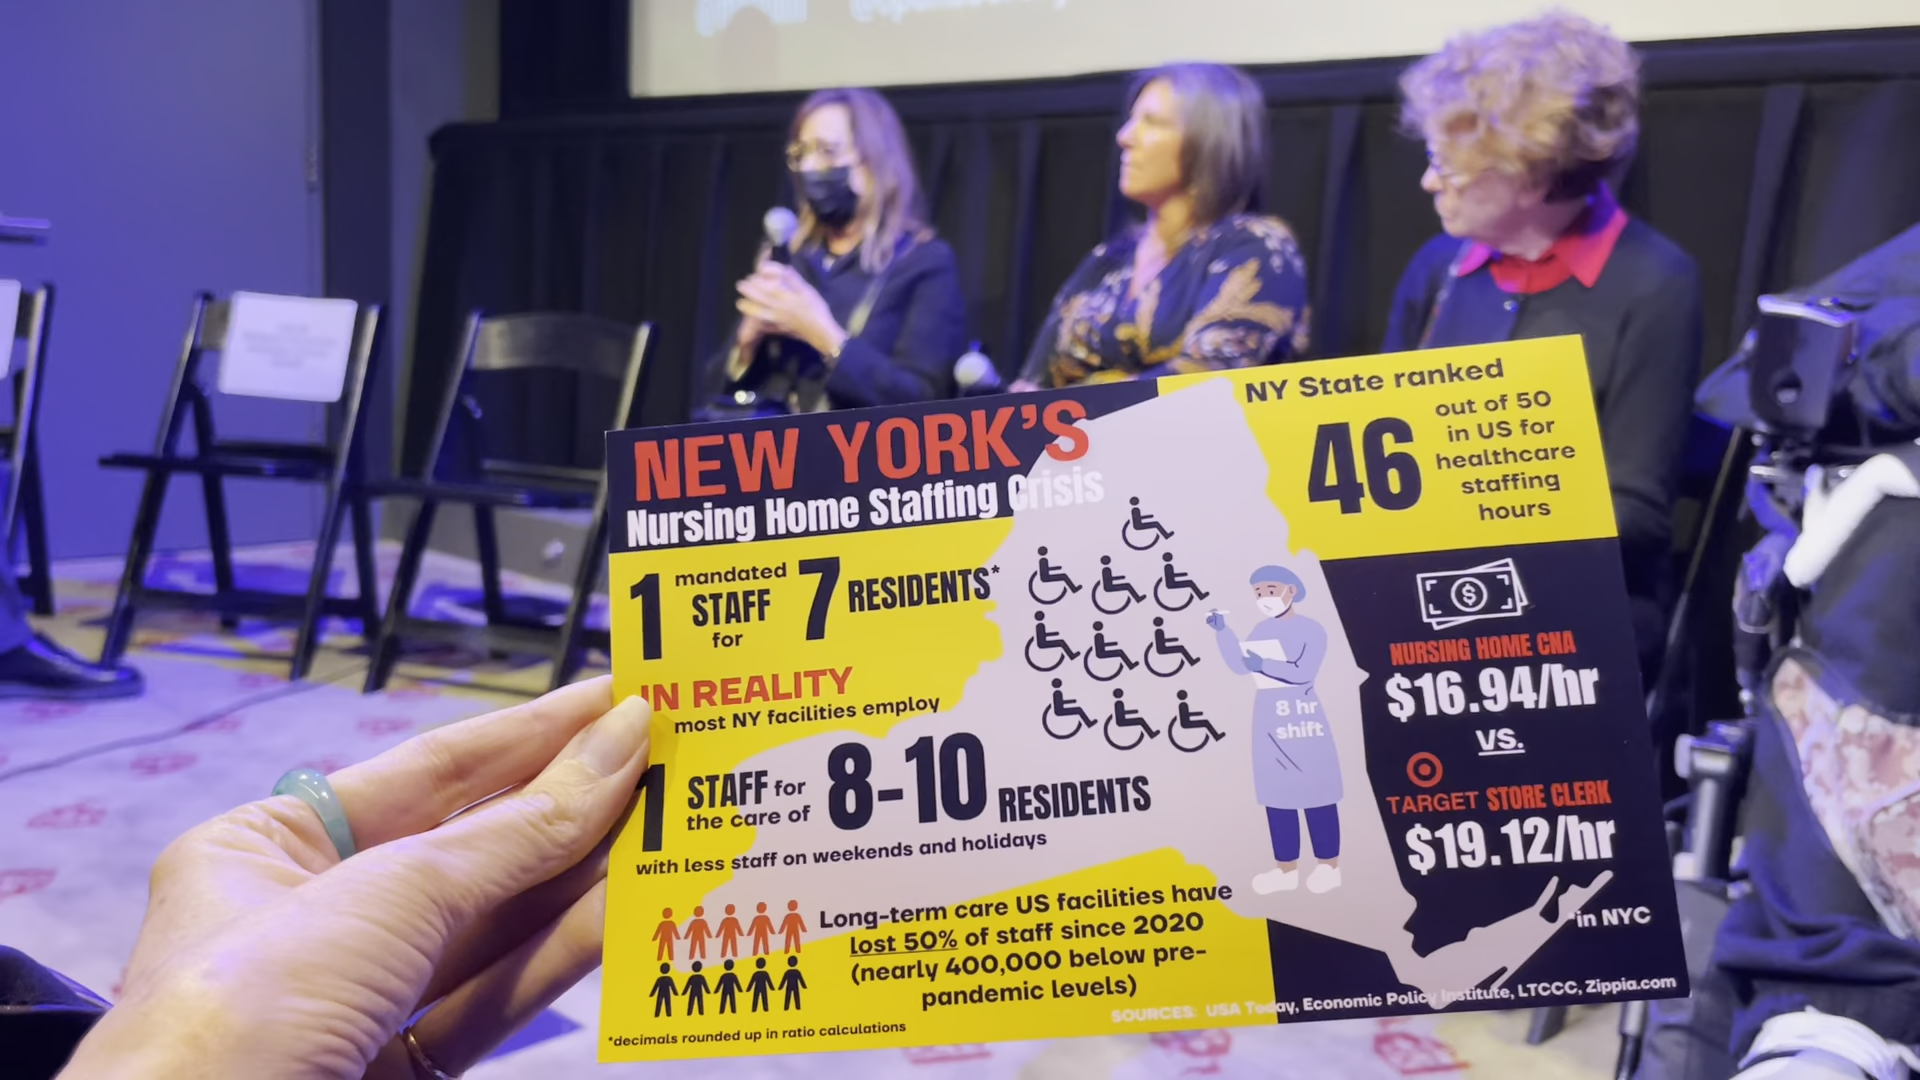 NEW YORK'S
Nursing Home Staffing Crisis
1 mandated STAFF for 7 RESIDENTS*
IN REALITY
most NY facilities employ
1 STAFF for the care of 8-10 RESIDENTS
with less staff on weekends and holidays
Long-term care US facilities have
lost 50% of staff since 2020
(nearly 400,000 below pre-
pandemic levels)
*decimals rounded up in ratio calculations
8 hr
shift
NY State ranked
46
out of 50
in US for
healthcare
staffing
hours
$
NURSING HOME CNA
$16.94/hr
VS.
TARGET STORE CLERK
$19.12/hr
*in NYC
SOURCES: USA Today, Economic Policy Institute, LTCCC, Zippia.com